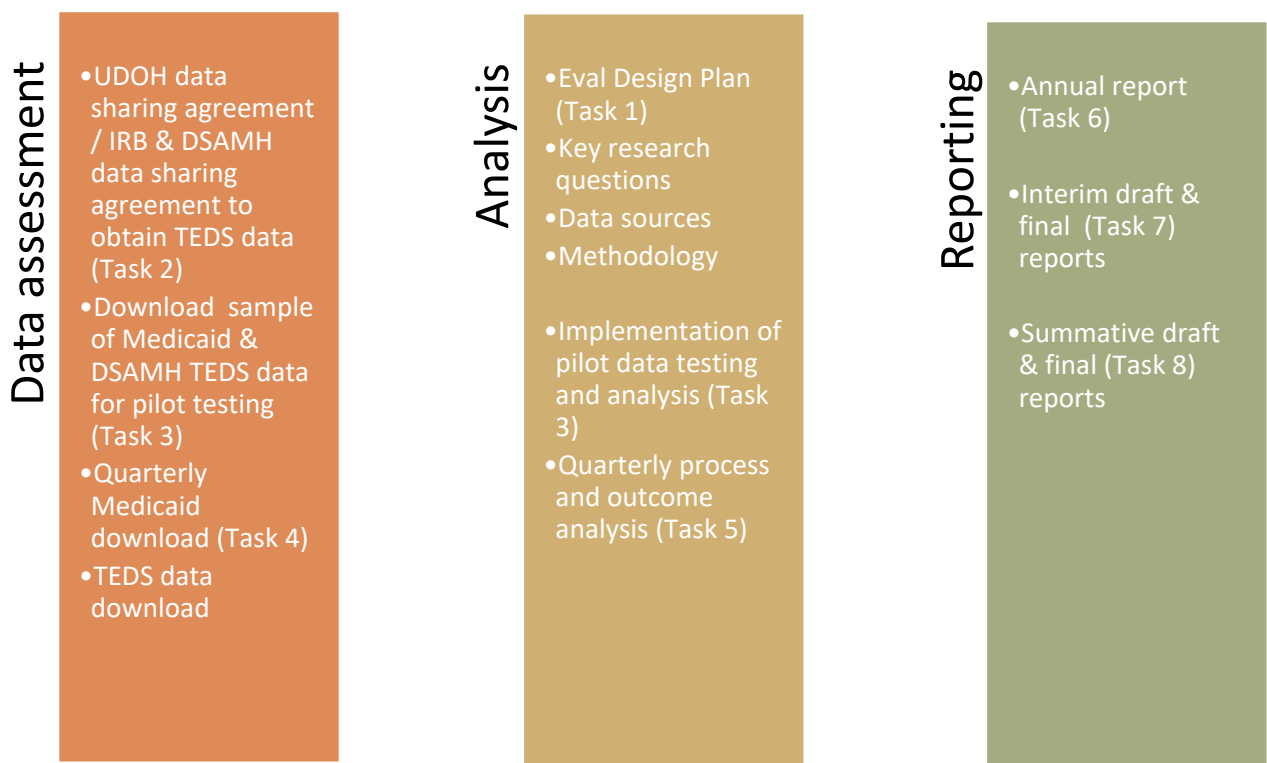 Data assessment
•UDOH data
sharing agreement
/ IRB & DSAMH
data sharing
agreement to
obtain TEDS data
(Task 2)
•Download  sample
of Medicaid &
DSAMH TEDS data
for pilot testing
(Task 3)
•Quarterly
Medicaid
download (Task 4)
•TEDS data
download
Analysis
•Eval Design Plan
(Task 1)
•Key research
questions
•Data sources
•Methodology
•Implementation of
pilot data testing
and analysis (Task
3)
•Quarterly process
and outcome
analysis (Task 5)
Reporting
•Annual report
(Task 6)
•Interim draft &
final  (Task 7)
reports
•Summative draft
& final (Task 8)
reports